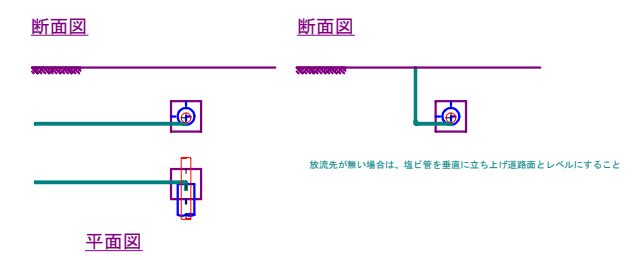 断面図
断面図
放流先が無い場合は、塩ビ管を垂直に立ち上げ道路面とレベルにすること
平面図